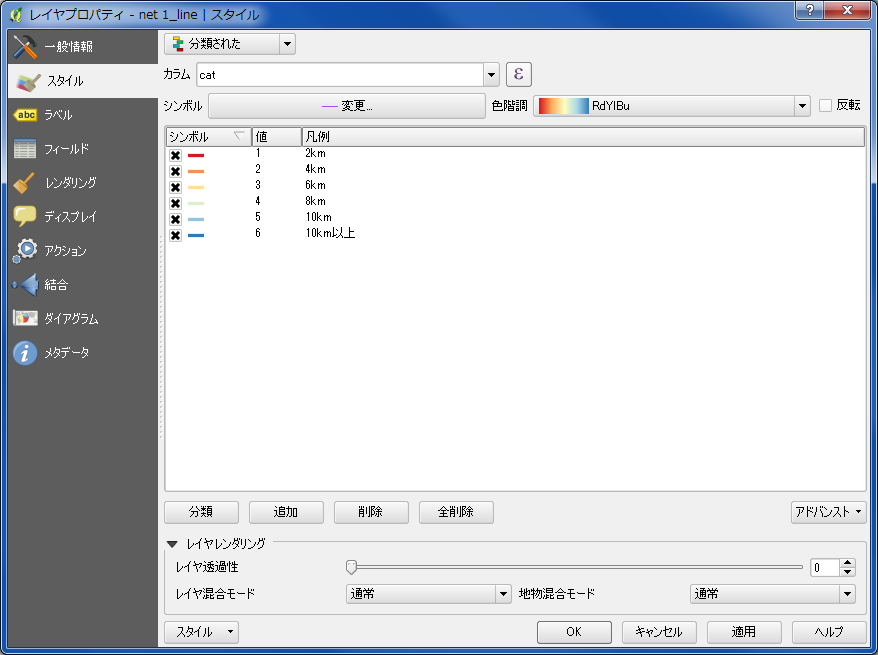 レイヤプロパティ - net 1_line | スタイル
?
一般情報
スタイル
abc ラベル
フィールド
レンダリング
ディスプレイ
アクション
結合
ダイアグラム
i メタデータ
分類された
カラム cat ε
シンボル 変更... 色階調 RdYlBu 反転
シンボル 値 凡例
1 2km
2 4km
3 6km
4 8km
5 10km
6 10km以上
分類 追加 削除 全削除 アドバンスト
レイヤレンダリング
レイヤ透過性 0
レイヤ混合モード 通常 地物混合モード 通常
スタイル OK キャンセル 適用 ヘルプ